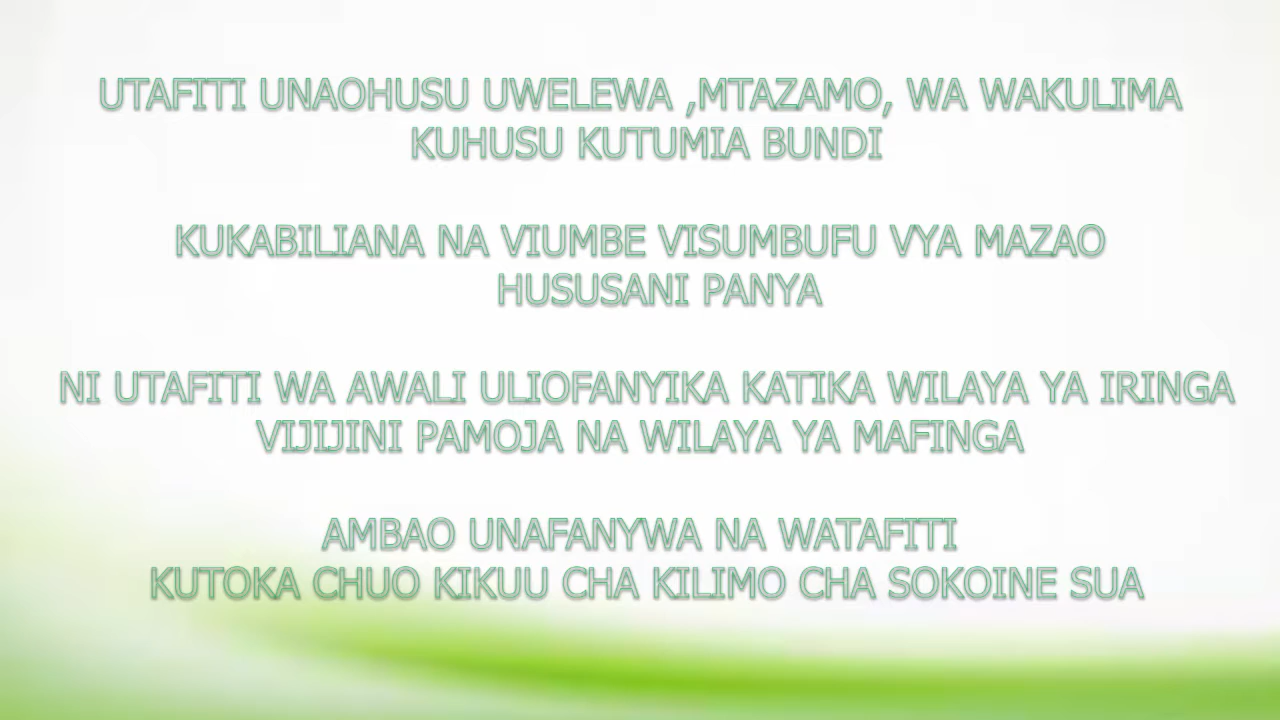 UTAFITI UNAOHUSU UWELEWA ,MTAZAMO, WA WAKULIMA
KUHUSU KUTUMIA BUNDI
KUKABILIANA NA VIUMBE VISUMBUFU VYA MAZAO
HUSUSANI PANYA
NI UTAFITI WA AWALI ULIOFANYIKA KATIKA WILAYA YA IRINGA
VIJIJINI PAMOJA NA WILAYA YA MAFINGA
AMBAO UNAFANYWA NA WATAFITI
KUTOKA CHUO KIKUU CHA KILIMO CHA SOKOINE SUA